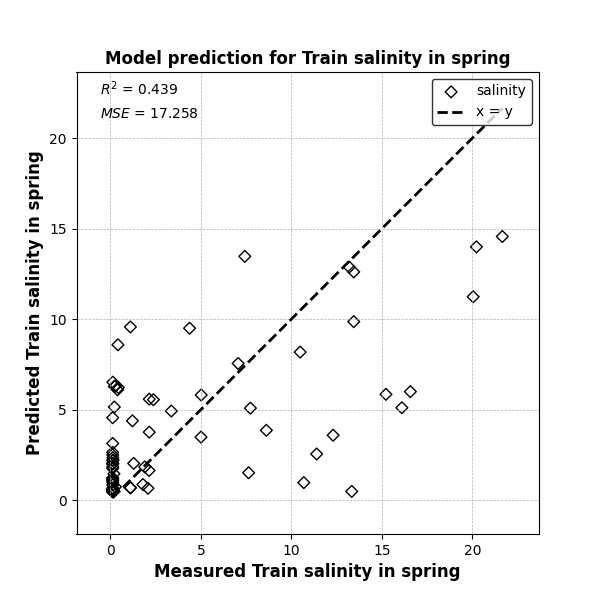 Model prediction for Train salinity in spring
R² = 0.439
MSE = 17.258
salinity
x = y
Predicted Train salinity in spring
20
15
10
5
0
0 5 10 15 20
Measured Train salinity in spring